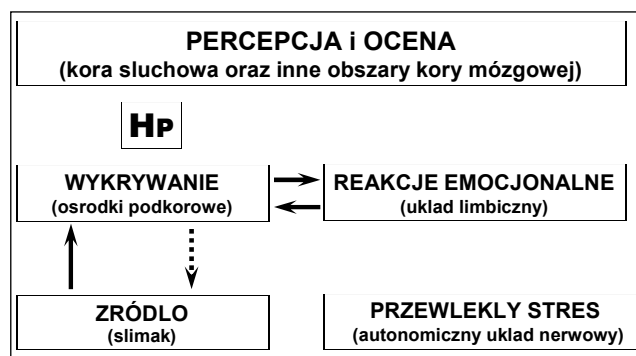 PERCEPCJA i OCENA
(kora sluchowa oraz inne obszary kory mózgowej)
HP
WYKRYWANIE
(osrodki podkorowe)
REAKCJE EMOCJONALNE
(uklad limbiczny)
ZRÓDLO
(slimak)
PRZEWLEKLY STRES
(autonomiczny uklad nerwowy)